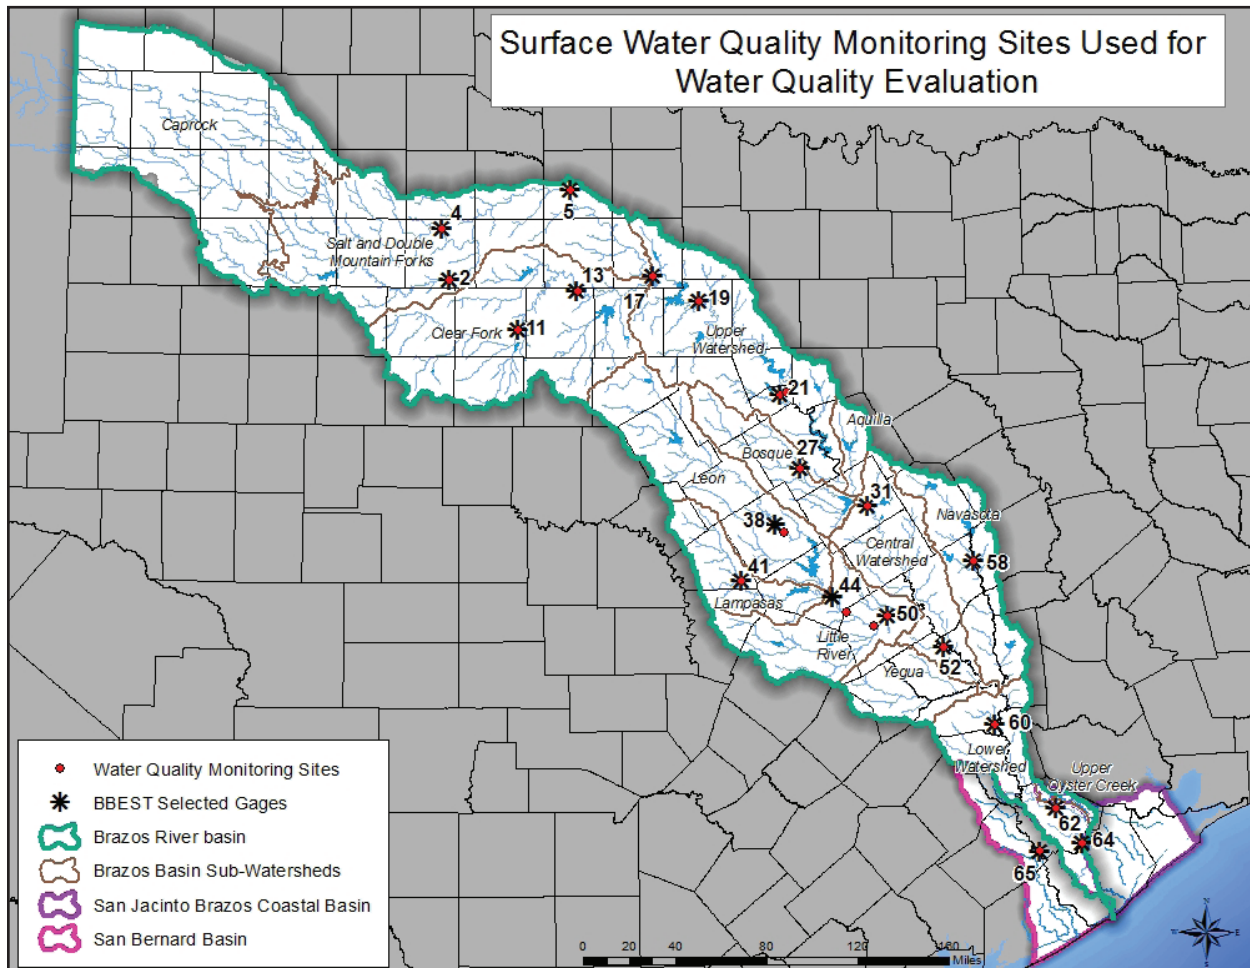 Surface Water Quality Monitoring Sites Used for
Water Quality Evaluation
Caprock
4
5
Salt and Double
Mountain Forks
2
13
17
19
Clear Fork
11
Upper
Watershed
21
Aquilla
27
Bosque
Leon
31
38
Navasota
Central
Watershed
41
44
58
Lampasas
50
Little
River
52
Yegua
60
Lower
Watershed
Upper
Oyster Creek
62
64
65
Water Quality Monitoring Sites
BBEST Selected Gages
Brazos River basin
Brazos Basin Sub-Watersheds
San Jacinto Brazos Coastal Basin
San Bernard Basin
0 20 40 80 120 160
Miles
N
W E
S